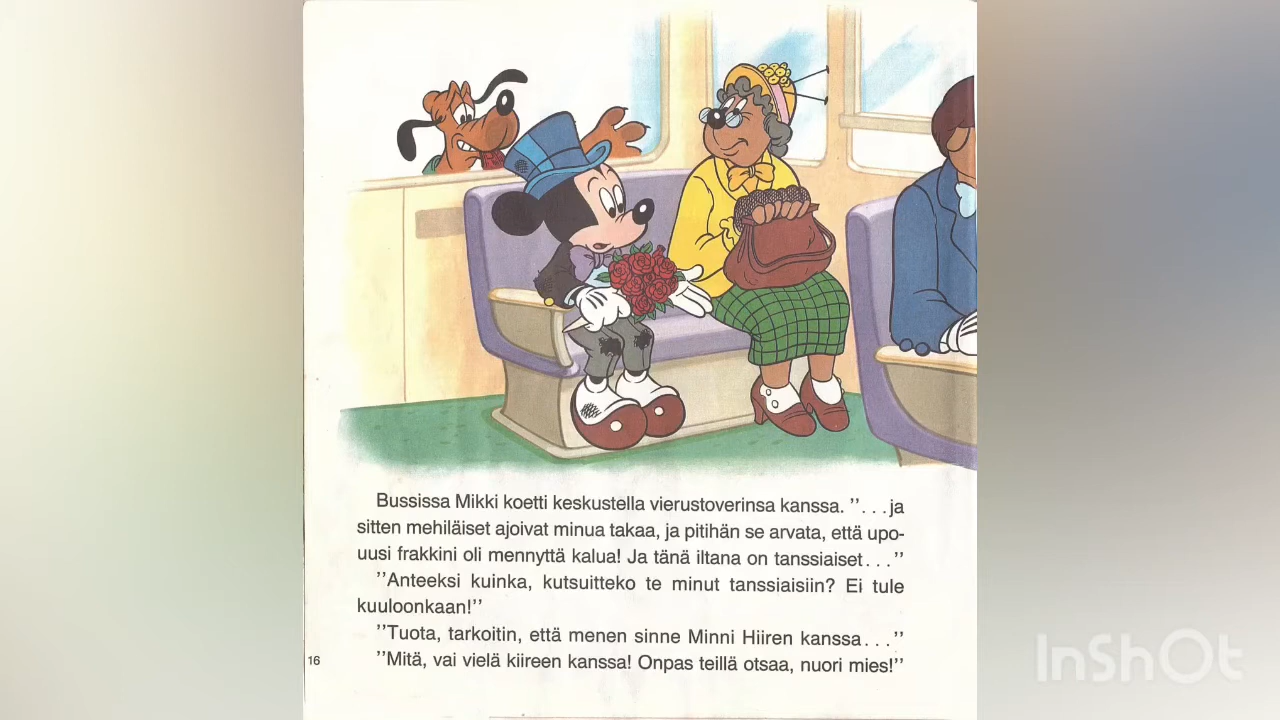 Bussissa Mikki koetti keskustella vierustoverinsa kanssa. ’’. . . ja
sitten mehiläiset ajoivat minua takaa, ja pitihän se arvata, että upo-
uusi frakkini oli mennyttä kalua! Ja tänä iltana on tanssiaiset. . .’’
’’Anteeksi kuinka, kutsuitteko te minut tanssiaisiin? Ei tule
kuuloonkaan!’’
’’Tuota, tarkoitin, että menen sinne Minni Hiiren kanssa. . .’’
’’Mitä, vai vielä kiireen kanssa! Onpas teillä otsaa, nuori mies!’’
16
InShOt